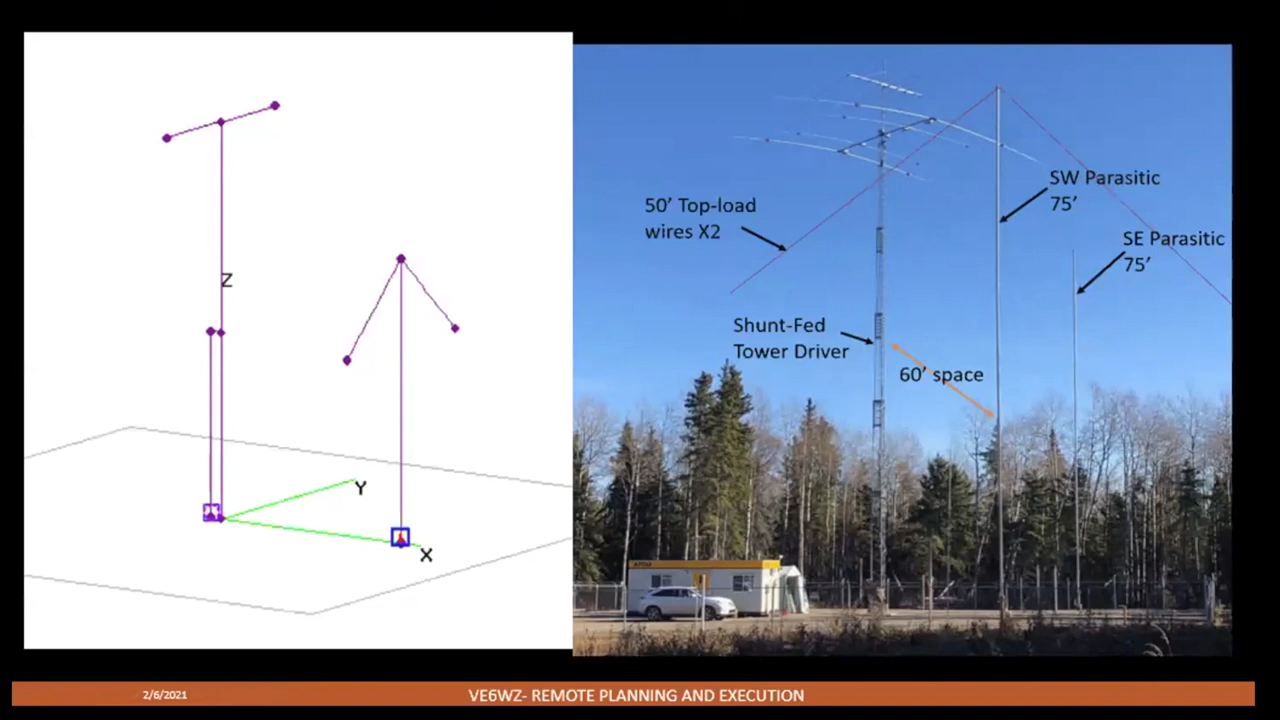 Z
Y
X
50' Top-load
wires X2
Shunt-Fed
Tower Driver
60' space
SW Parasitic
75'
SE Parasitic
75'
ATCO
2/6/2021
VE6WZ- REMOTE PLANNING AND EXECUTION